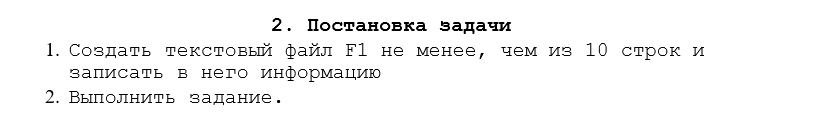 2. Постановка задачи
1. Создать текстовый файл F1 не менее, чем из 10 строк и
записать в него информацию
2. Выполнить задание.